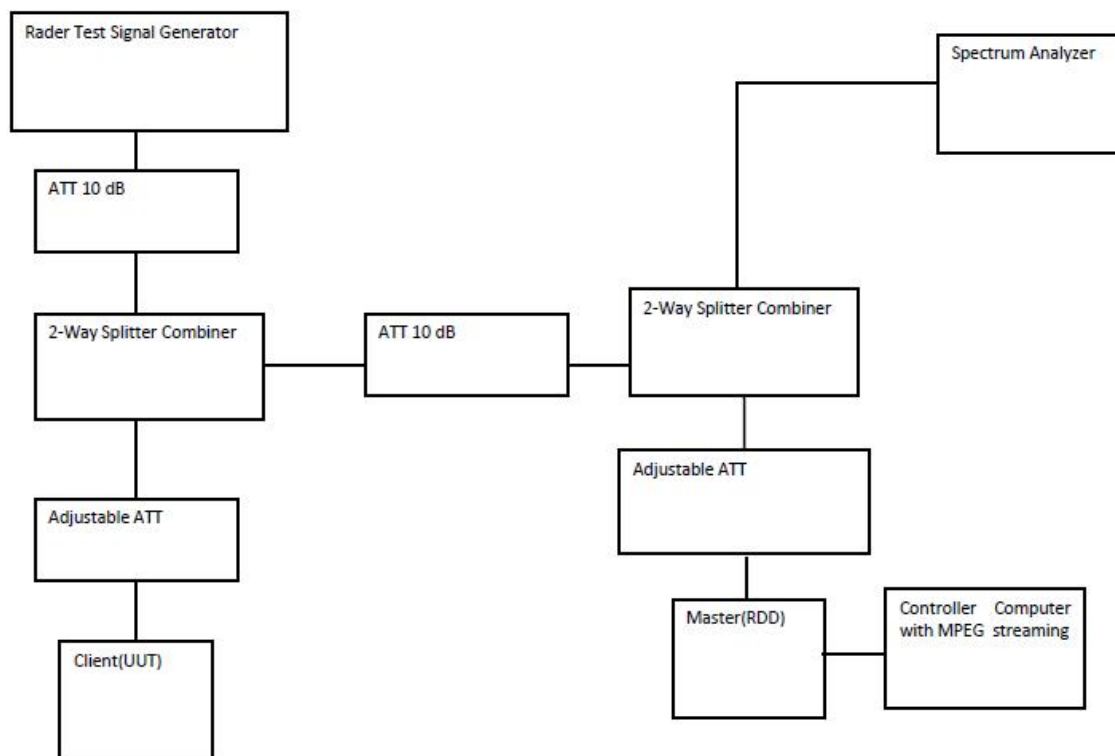 Rader Test Signal Generator
Spectrum Analyzer
ATT 10 dB
2-Way Splitter Combiner
ATT 10 dB
2-Way Splitter Combiner
Adjustable ATT
Adjustable ATT
Client(UUT)
Master(RDD)
Controller Computer
with MPEG streaming